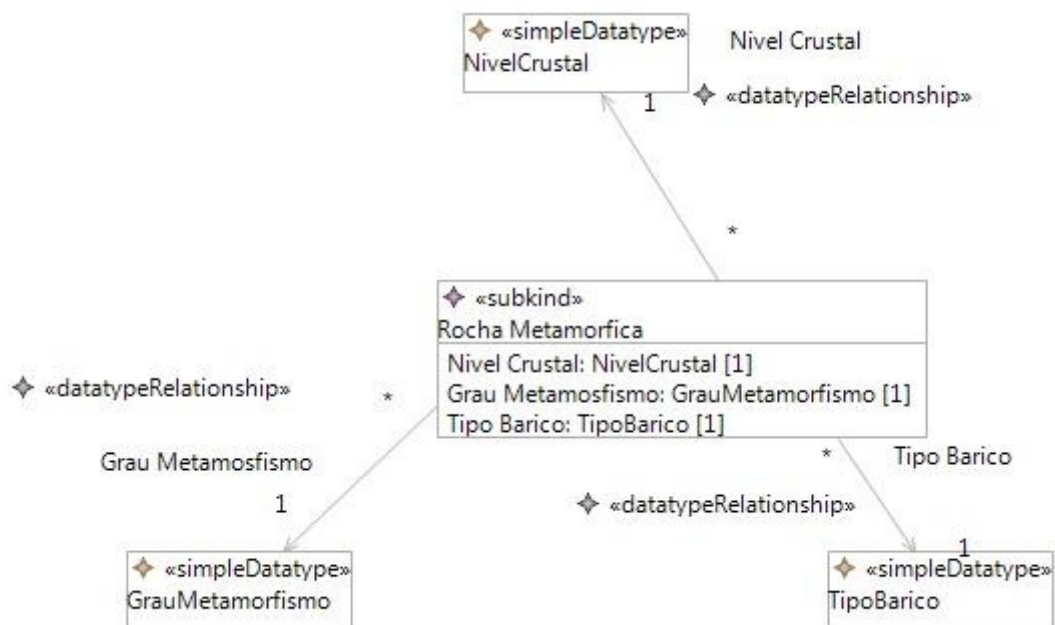 «simpleDatatype»
NivelCrustal
Nivel Crustal
1
«datatypeRelationship»
*
«subkind»
Rocha Metamorfica
Nivel Crustal: NivelCrustal [1]
Grau Metamosfismo: GrauMetamorfismo [1]
Tipo Barico: TipoBarico [1]
«datatypeRelationship»
*
Grau Metamosfismo
1
*
Tipo Barico
«datatypeRelationship»
1
«simpleDatatype»
GrauMetamorfismo
«simpleDatatype»
TipoBarico